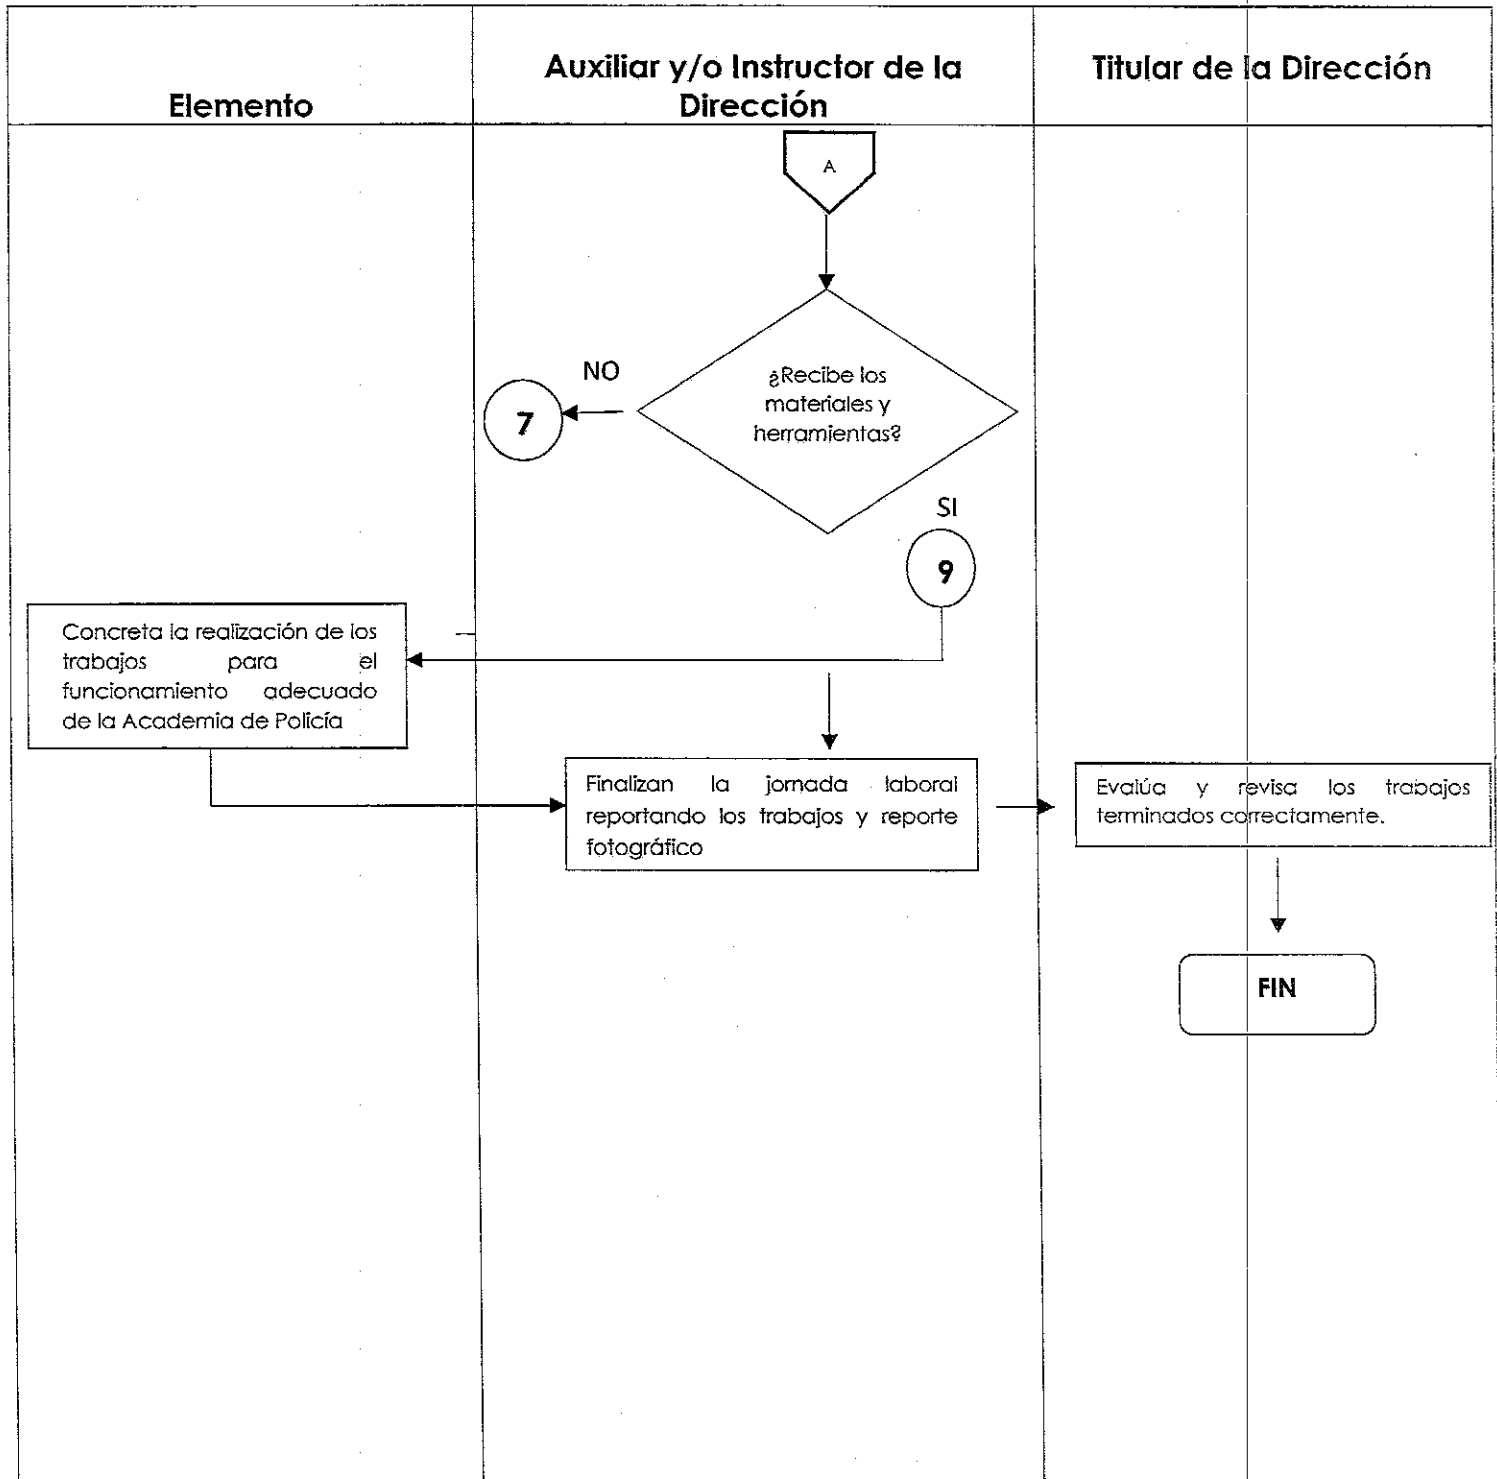 Elemento
Auxiliar y/o Instructor de la
Dirección
Titular de la Dirección
A
¿Recibe los
materiales y
herramientas?
NO
7
SI
9
Concreta la realización de los
trabajos para el
funcionamiento adecuado
de la Academia de Policía
Finalizan la jornada laboral
reportando los trabajos y reporte
fotográfico
Evalúa y revisa los trabajos
terminados correctamente.
FIN